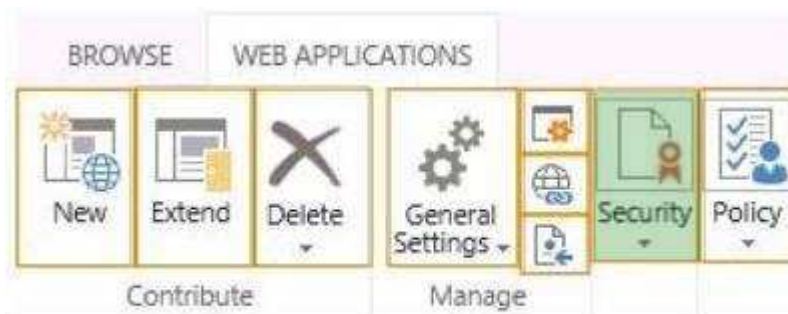 BROWSE WEB APPLICATIONS
New Extend Delete General Settings Security Policy
Contribute Manage